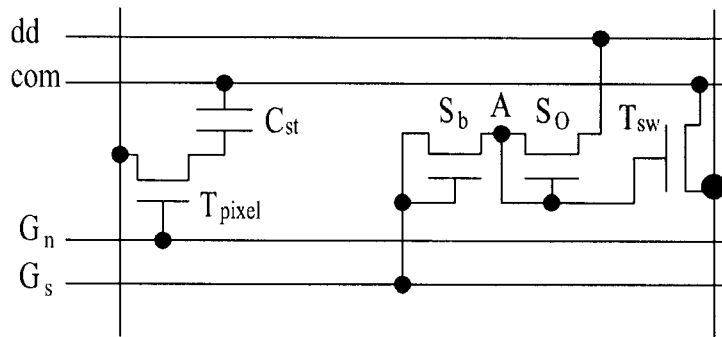 dd
com
C_st
S_b A S_O T_sw
T_pixel
G_n
G_s